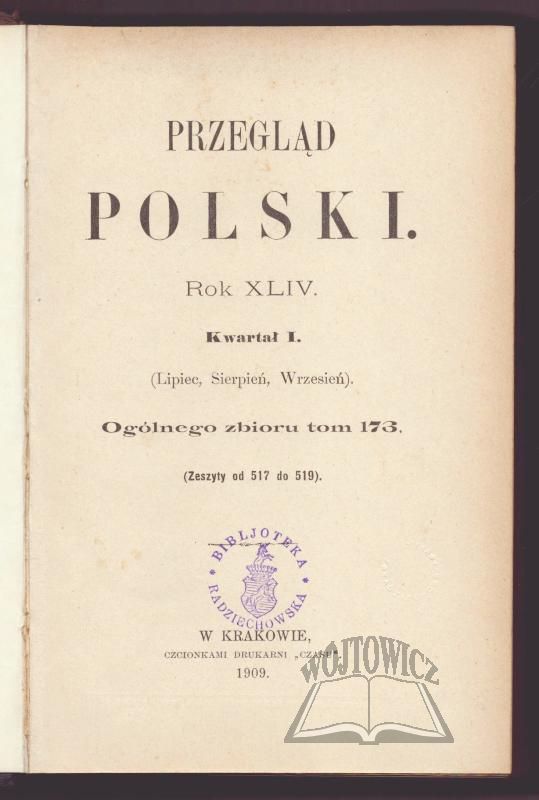 PRZEGLĄD
POLSKI.
Rok XLIV.
Kwartał I.
(Lipiec, Sierpień, Wrzesień).
Ogólnego zbioru tom 173.
(Zeszyty od 517 do 519).
* BIBLJOTEKA *
RADZIECHOWSKA
W KRAKOWIE,
CZCIONKAMI DRUKARNI „CZASU”.
1909.
WÓJTOWICZ